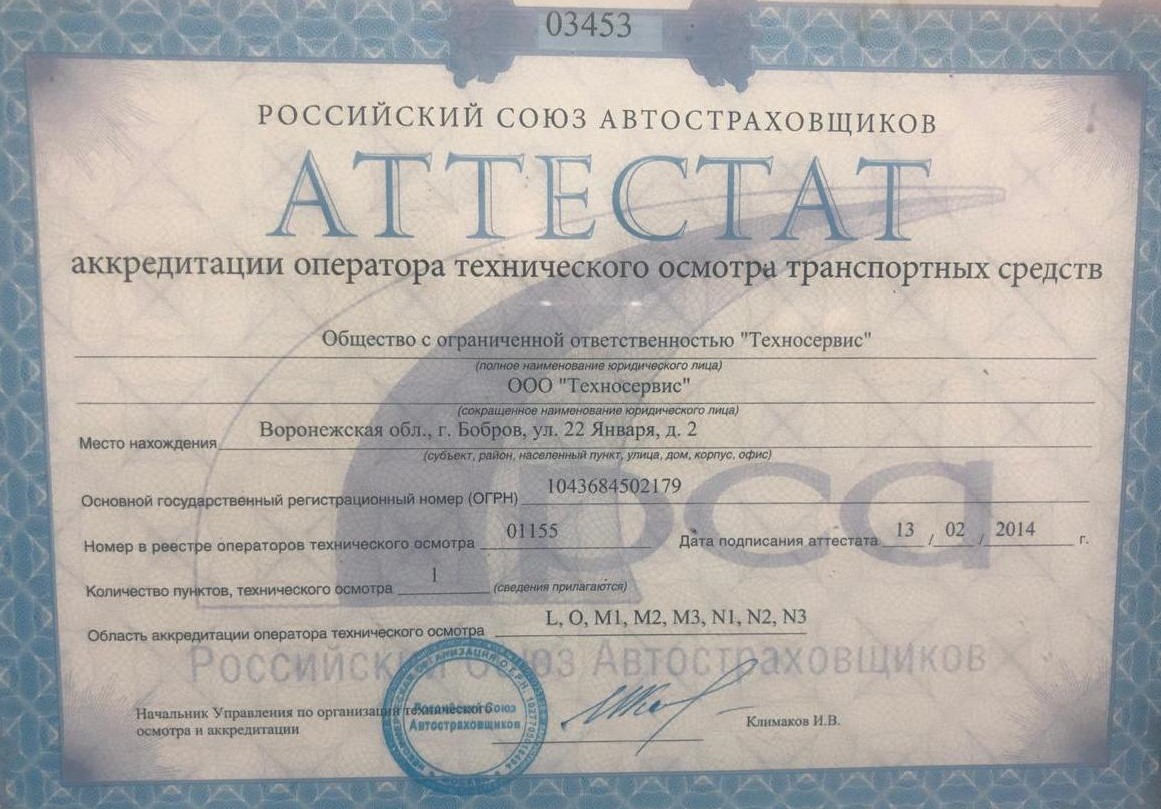 03453
РОССИЙСКИЙ СОЮЗ АВТОСТРАХОВЩИКОВ
АТТЕСТАТ
аккредитации оператора технического осмотра транспортных средств
Общество с ограниченной ответственностью "Техносервис"
(полное наименование юридического лица)
ООО "Техносервис"
(сокращенное наименование юридического лица)
Место нахождения Воронежская обл., г. Бобров, ул. 22 Января, д. 2
(субъект, район, населенный пункт, улица, дом, корпус, офис)
Основной государственный регистрационный номер (ОГРН) 1043684502179
Номер в реестре операторов технического осмотра 01155 Дата подписания аттестата 13 / 02 / 2014 г.
Количество пунктов, технического осмотра 1 (сведения прилагаются)
Область аккредитации оператора технического осмотра L, O, M1, M2, M3, N1, N2, N3
рса
Российский Союз Автостраховщиков
Начальник Управления по организации технического
осмотра и аккредитации
Российский Союз
Автостраховщиков
Климаков И.В.